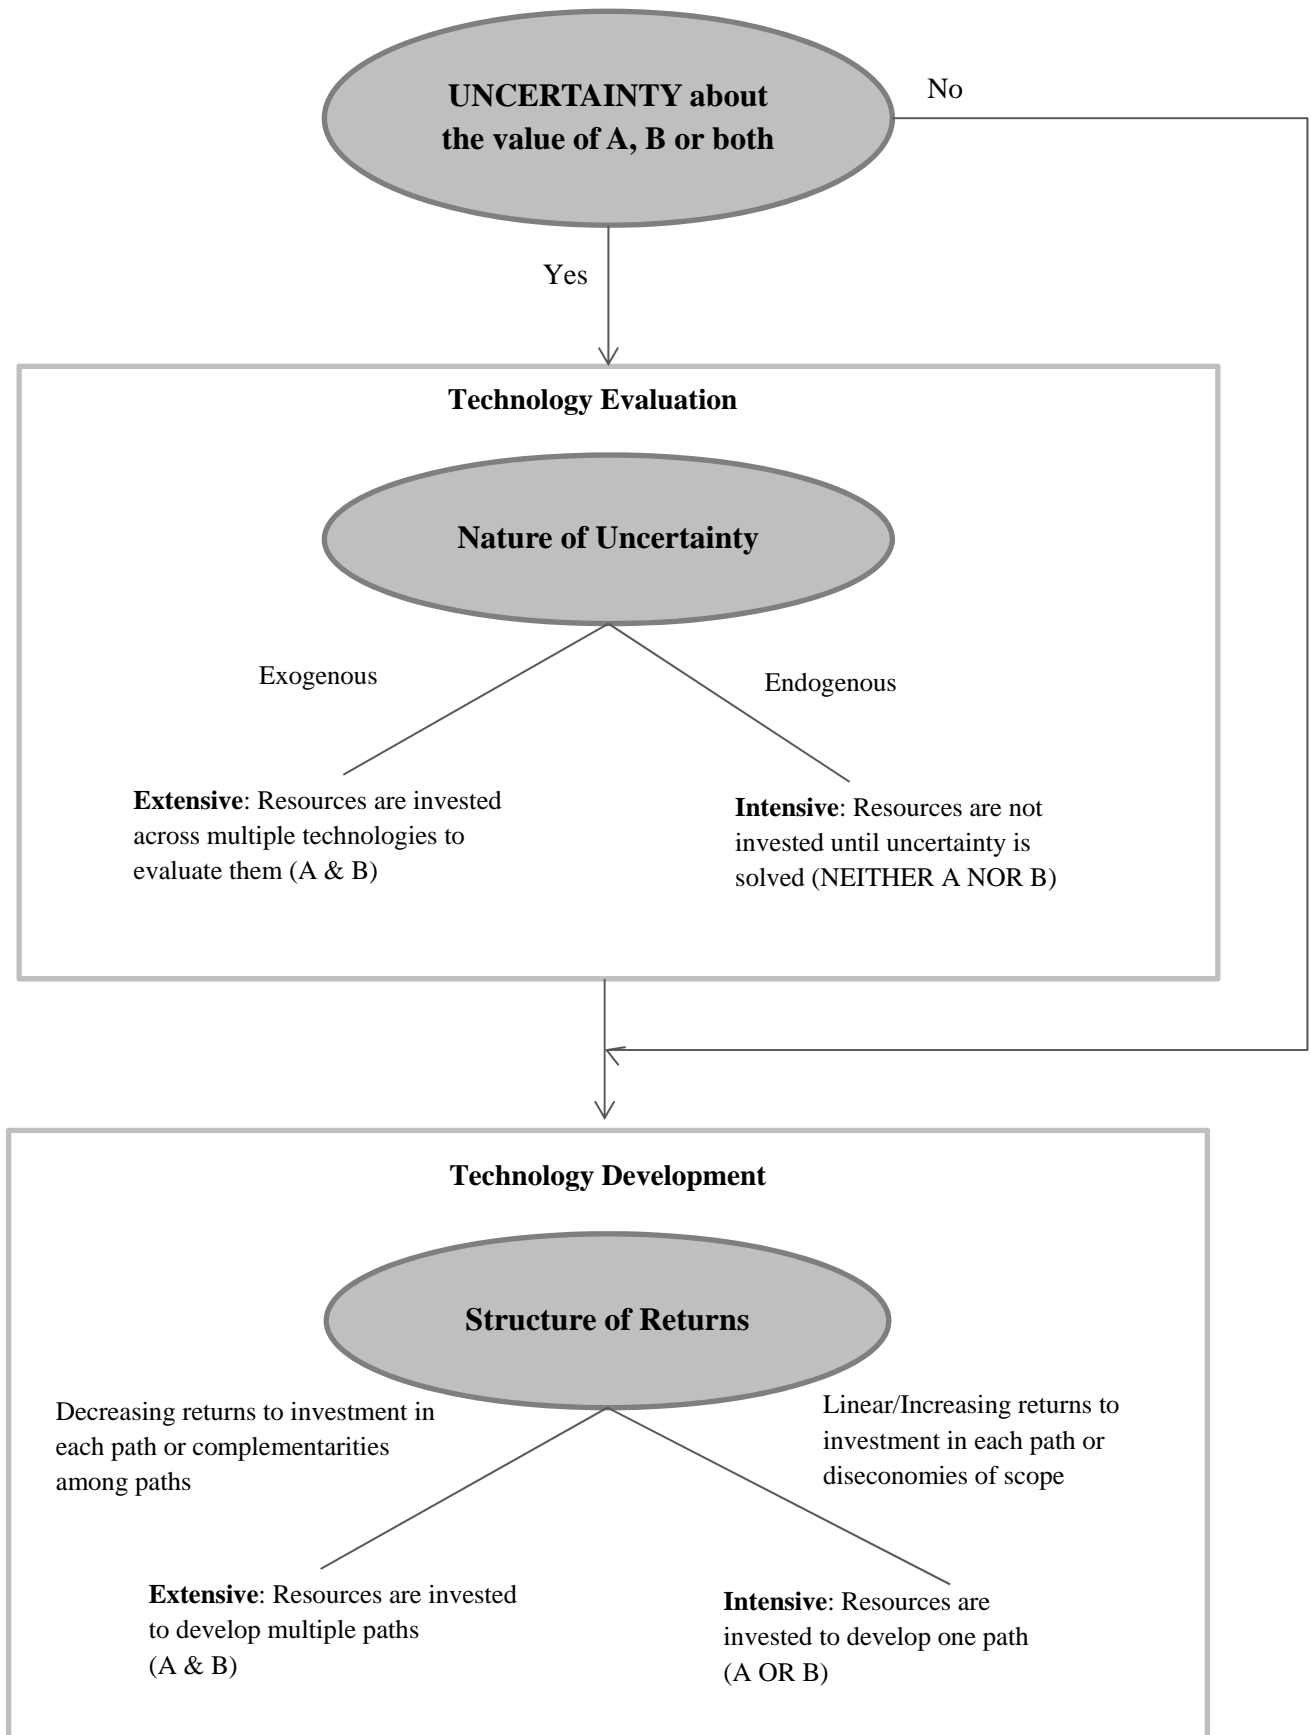 UNCERTAINTY about
the value of A, B or both
No
Yes
Technology Evaluation
Nature of Uncertainty
Exogenous
Endogenous
Extensive: Resources are invested
across multiple technologies to
evaluate them (A & B)
Intensive: Resources are not
invested until uncertainty is
solved (NEITHER A NOR B)
Technology Development
Structure of Returns
Decreasing returns to investment in
each path or complementarities
among paths
Linear/Increasing returns to
investment in each path or
diseconomies of scope
Extensive: Resources are invested
to develop multiple paths
(A & B)
Intensive: Resources are
invested to develop one path
(A OR B)